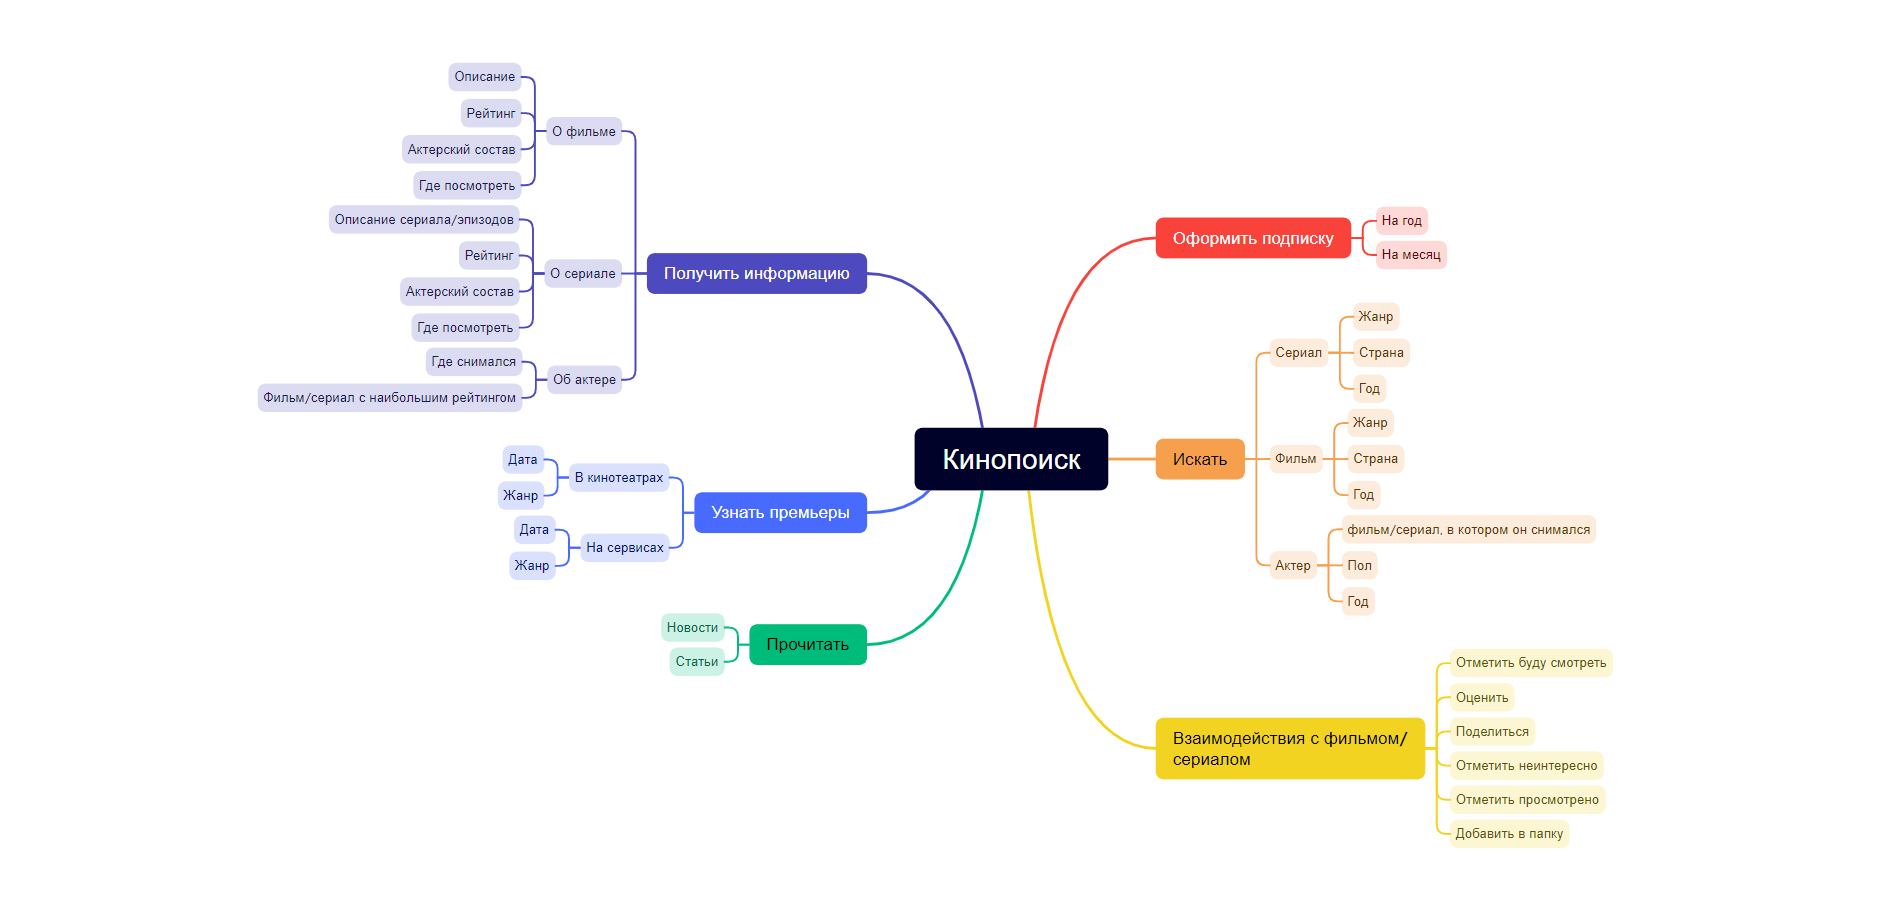 Кинопоиск
Оформить подписку
На год
На месяц
Искать
Сериал
Жанр
Страна
Год
Фильм
Жанр
Страна
Год
Актер
фильм/сериал, в котором он снимался
Пол
Год
Взаимодействия с фильмом/
сериалом
Отметить буду смотреть
Оценить
Поделиться
Отметить неинтересно
Отметить просмотрено
Добавить в папку
Получить информацию
О фильме
Описание
Рейтинг
Актерский состав
Где посмотреть
О сериале
Описание сериала/эпизодов
Рейтинг
Актерский состав
Где посмотреть
Об актере
Где снимался
Фильм/сериал с наибольшим рейтингом
Узнать премьеры
В кинотеатрах
Дата
Жанр
На сервисах
Дата
Жанр
Прочитать
Новости
Статьи